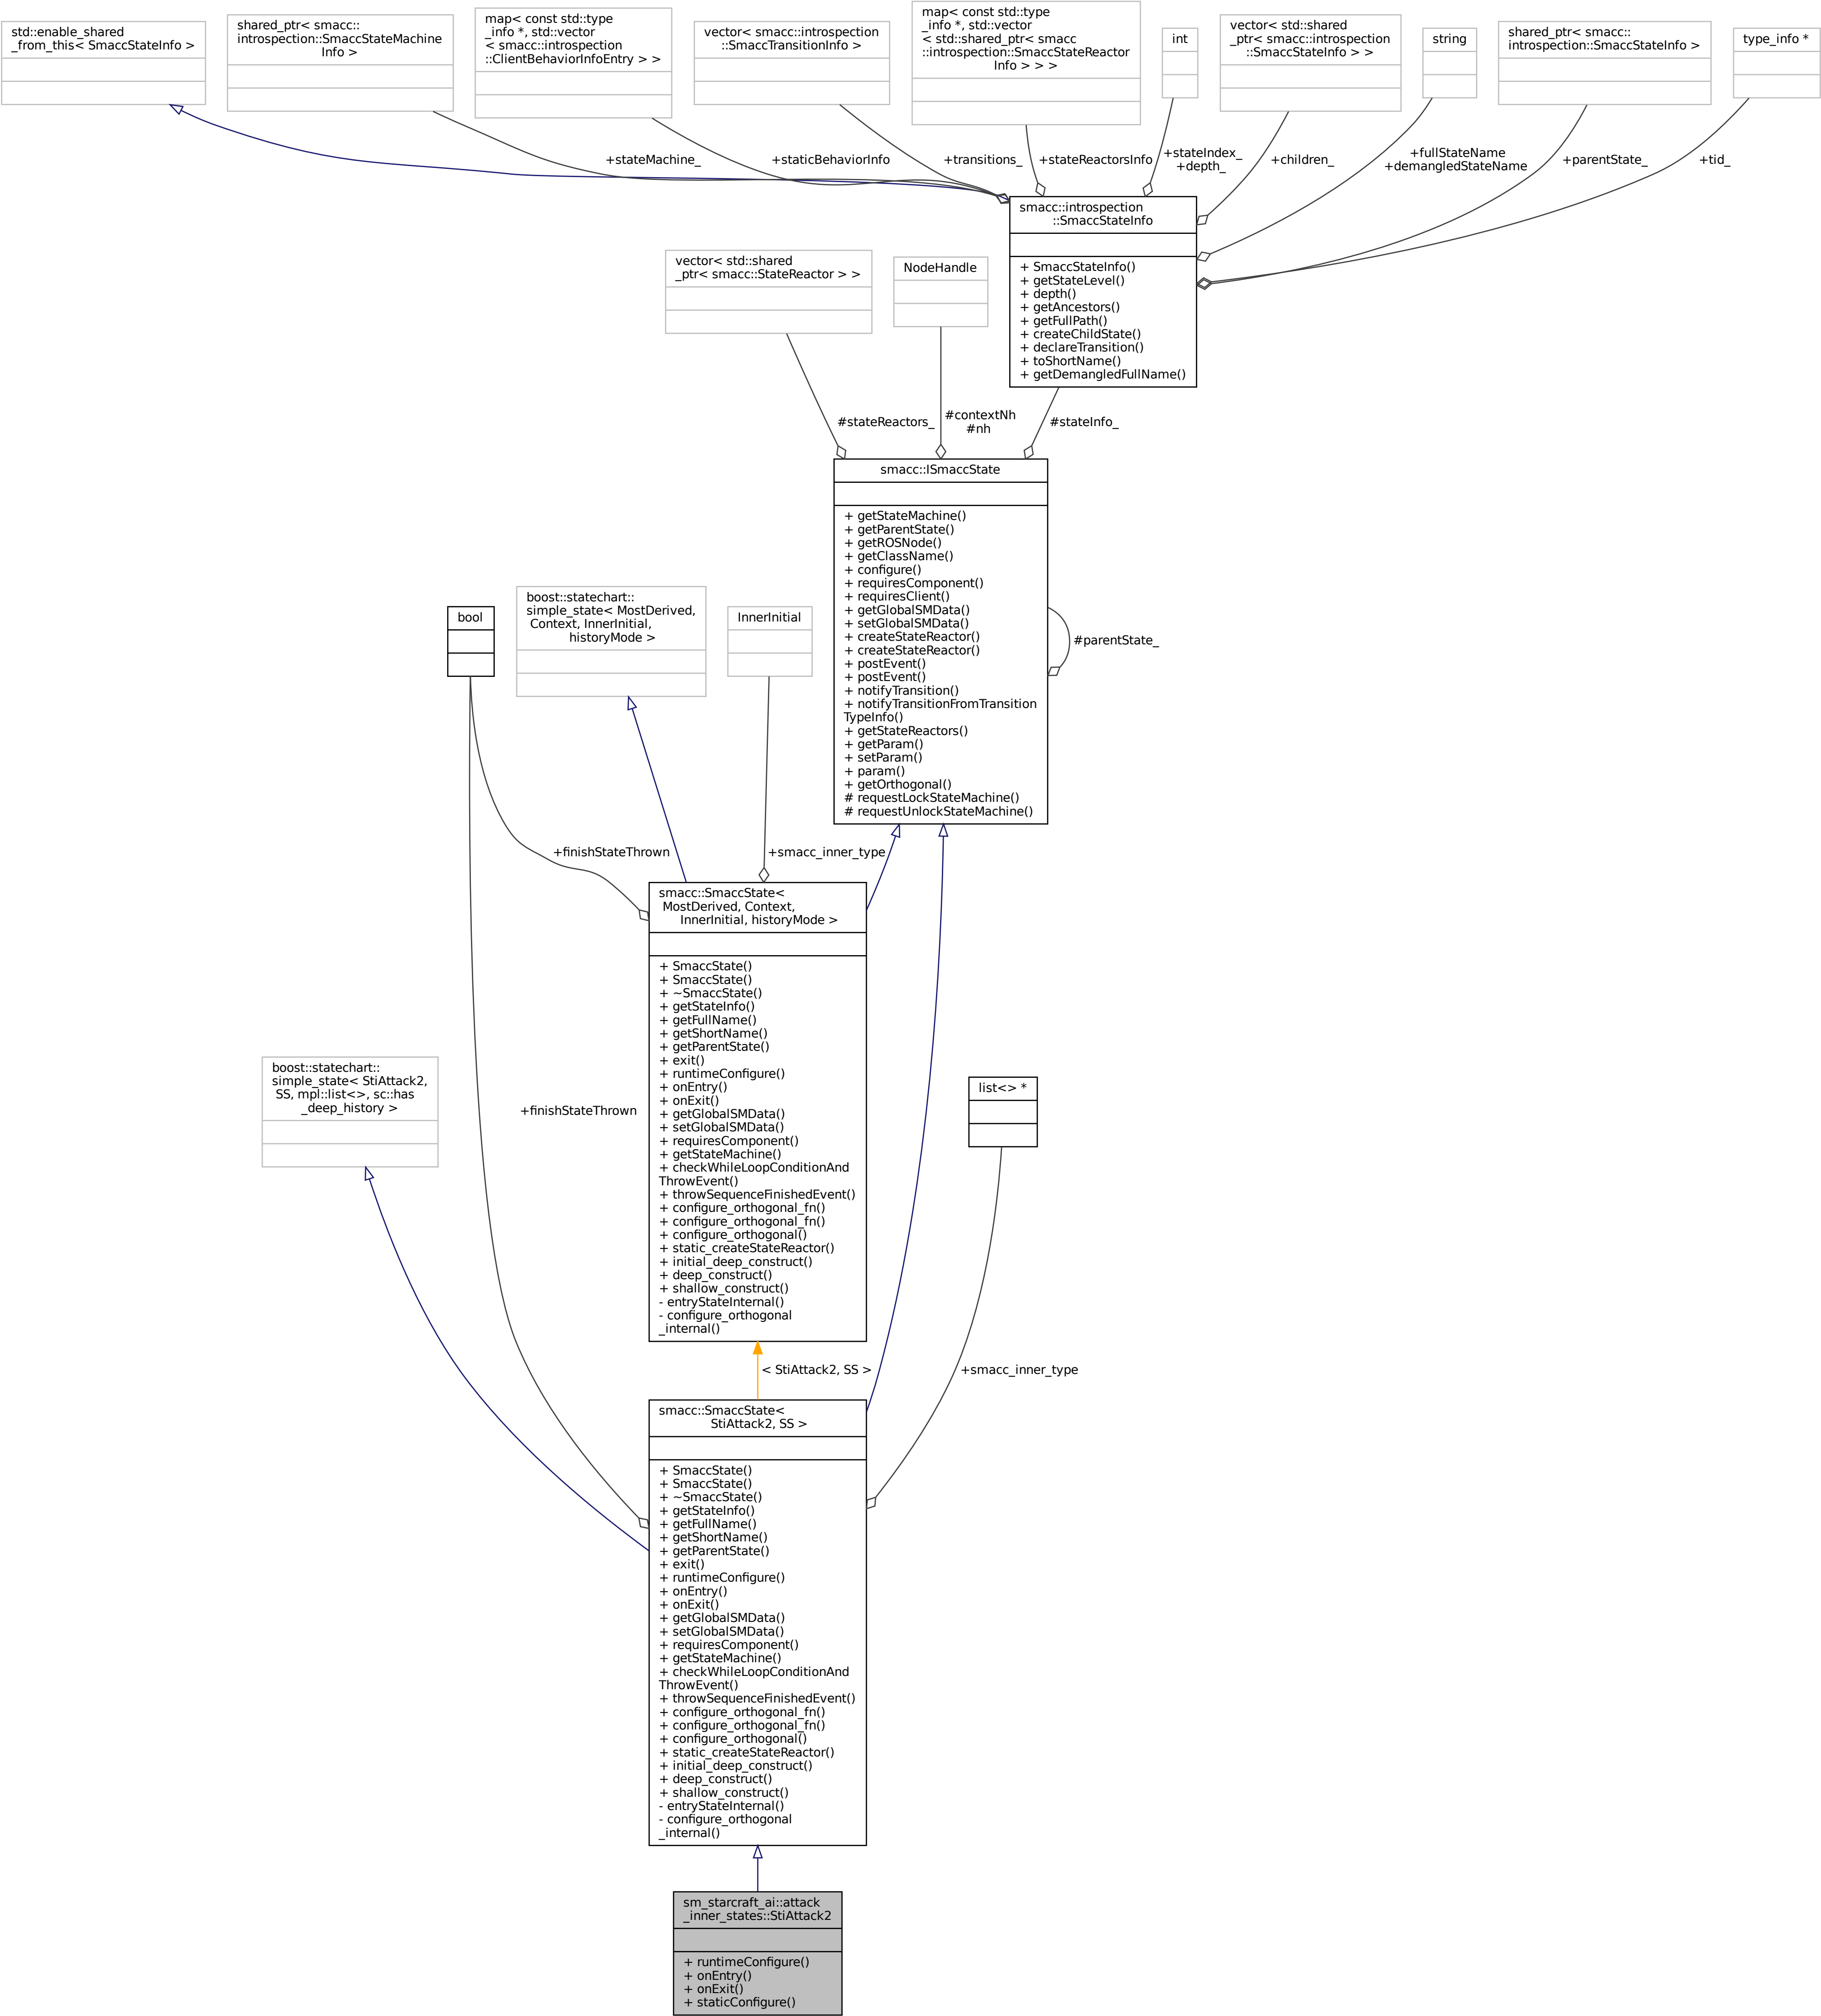 std::enable_shared
_from_this< SmaccStateInfo >
shared_ptr< smacc::
introspection::SmaccStateMachine
Info >
map< const std::type
_info *, std::vector
< smacc::introspection
::ClientBehaviorInfoEntry > >
vector< smacc::introspection
::SmaccTransitionInfo >
map< const std::type
_info *, std::vector
< std::shared_ptr< smacc
::introspection::SmaccStateReactor
Info > > >
int
vector< std::shared
_ptr< smacc::introspection
::SmaccStateInfo > >
string
shared_ptr< smacc::
introspection::SmaccStateInfo >
type_info *
+stateMachine_
+staticBehaviorInfo
+transitions_
+stateReactorsInfo
+stateIndex_
+depth_
+children_
+fullStateName
+demangledStateName
+parentState_
+tid_
smacc::introspection
::SmaccStateInfo
+ SmaccStateInfo()
+ getStateLevel()
+ depth()
+ getAncestors()
+ getFullPath()
+ createChildState()
+ declareTransition()
+ toShortName()
+ getDemangledFullName()
vector< std::shared
_ptr< smacc::StateReactor > >
NodeHandle
#stateReactors_
#contextNh
#nh
#stateInfo_
smacc::ISmaccState
+ getStateMachine()
+ getParentState()
+ getROSNode()
+ getClassName()
+ configure()
+ requiresComponent()
+ requiresClient()
+ getGlobalSMData()
+ setGlobalSMData()
+ createStateReactor()
+ createStateReactor()
+ postEvent()
+ postEvent()
+ notifyTransition()
+ notifyTransitionFromTransition
TypeInfo()
+ getStateReactors()
+ getParam()
+ setParam()
+ param()
+ getOrthogonal()
# requestLockStateMachine()
# requestUnlockStateMachine()
#parentState_
bool
boost::statechart::
simple_state< MostDerived,
Context, InnerInitial,
historyMode >
InnerInitial
+finishStateThrown
+smacc_inner_type
smacc::SmaccState<
MostDerived, Context,
InnerInitial, historyMode >
+ SmaccState()
+ SmaccState()
+ ~SmaccState()
+ getStateInfo()
+ getFullName()
+ getShortName()
+ getParentState()
+ exit()
+ runtimeConfigure()
+ onEntry()
+ onExit()
+ getGlobalSMData()
+ setGlobalSMData()
+ requiresComponent()
+ getStateMachine()
+ checkWhileLoopConditionAnd
ThrowEvent()
+ throwSequenceFinishedEvent()
+ configure_orthogonal_fn()
+ configure_orthogonal_fn()
+ configure_orthogonal()
+ static_createStateReactor()
+ initial_deep_construct()
+ deep_construct()
+ shallow_construct()
- entryStateInternal()
- configure_orthogonal
_internal()
boost::statechart::
simple_state< StiAttack2,
SS, mpl::list<>, sc::has
_deep_history >
+finishStateThrown
list<> *
< StiAttack2, SS >
+smacc_inner_type
smacc::SmaccState<
StiAttack2, SS >
+ SmaccState()
+ SmaccState()
+ ~SmaccState()
+ getStateInfo()
+ getFullName()
+ getShortName()
+ getParentState()
+ exit()
+ runtimeConfigure()
+ onEntry()
+ onExit()
+ getGlobalSMData()
+ setGlobalSMData()
+ requiresComponent()
+ getStateMachine()
+ checkWhileLoopConditionAnd
ThrowEvent()
+ throwSequenceFinishedEvent()
+ configure_orthogonal_fn()
+ configure_orthogonal_fn()
+ configure_orthogonal()
+ static_createStateReactor()
+ initial_deep_construct()
+ deep_construct()
+ shallow_construct()
- entryStateInternal()
- configure_orthogonal
_internal()
sm_starcraft_ai::attack
_inner_states::StiAttack2
+ runtimeConfigure()
+ onEntry()
+ onExit()
+ staticConfigure()